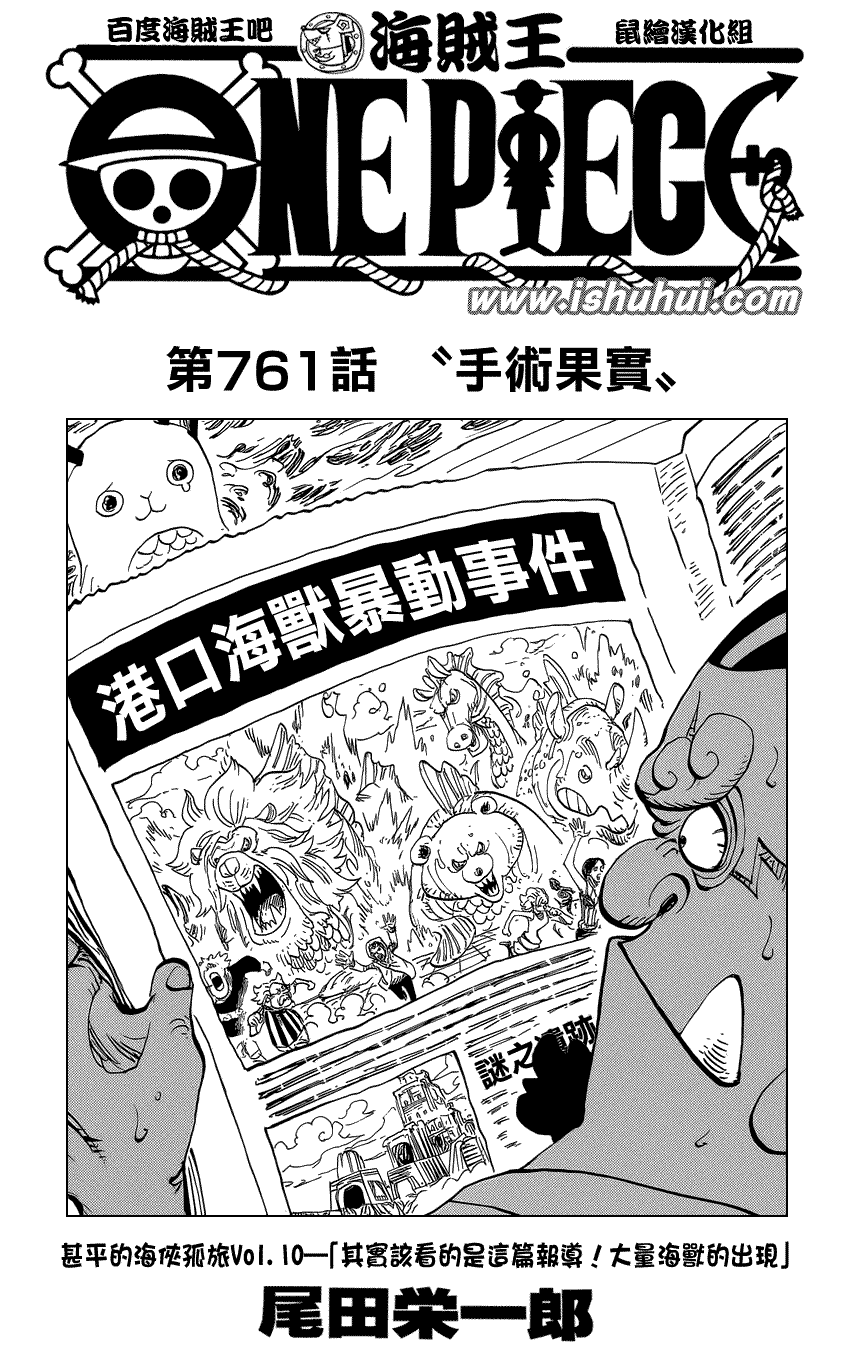 百度海賊王吧
海賊王
鼠繪漢化組
ONE PIECE
www.ishuhui.com
第761話 〝手術果實〟
港口海獸暴動事件
謎之遺跡
甚平的海俠孤旅Vol.10—「其實該看的是這篇報導！大量海獸的出現」
尾田栄一郎